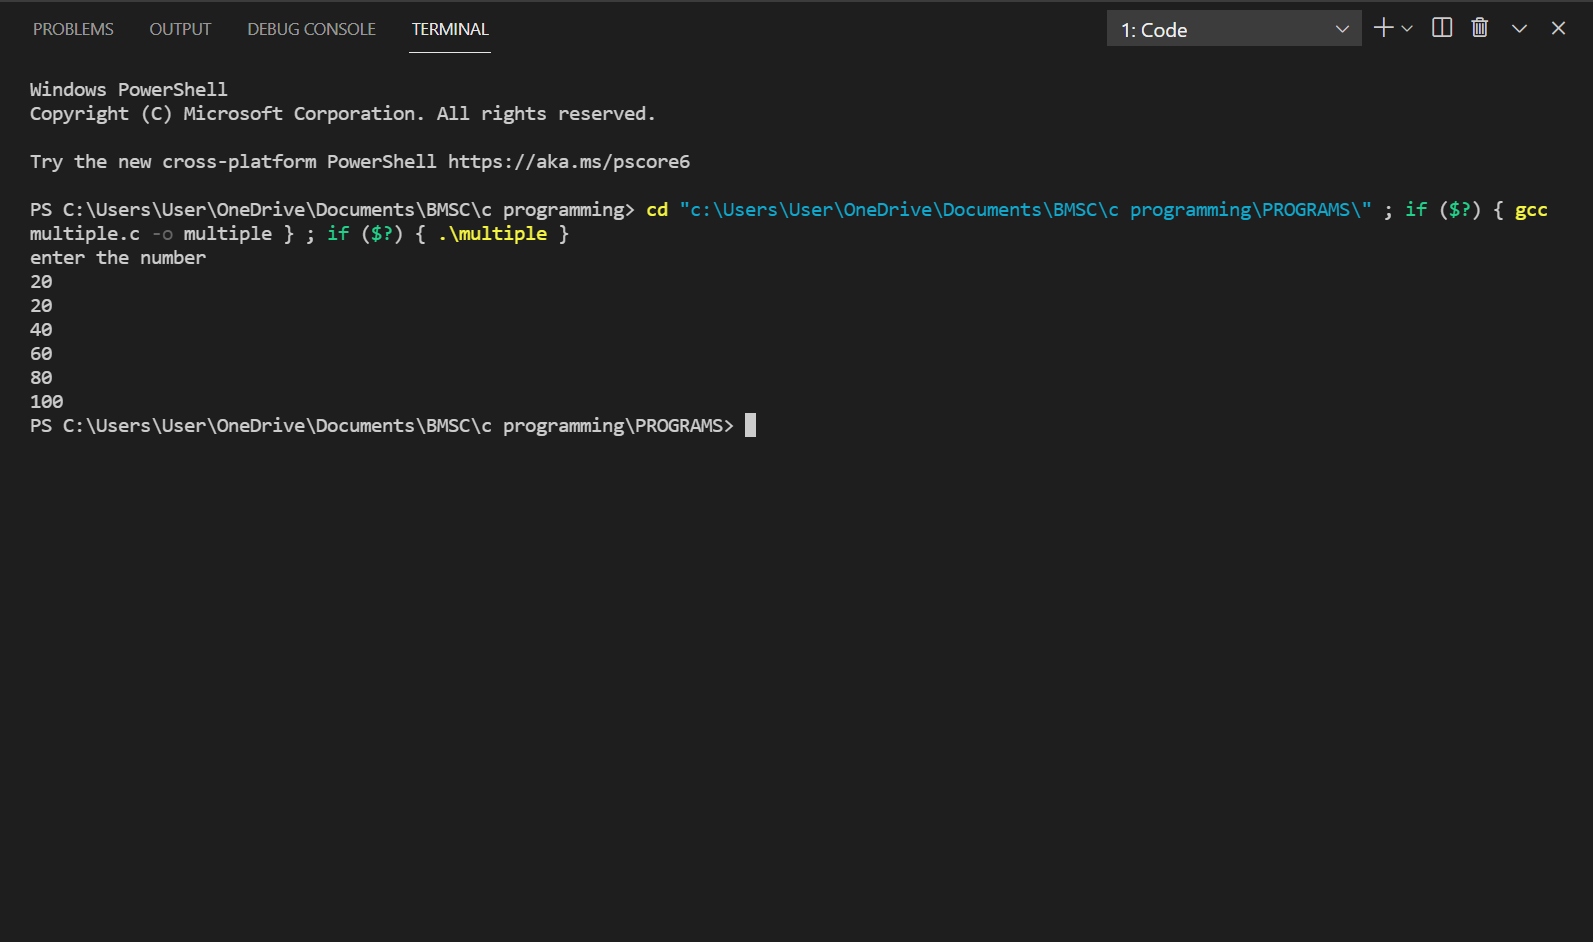 PROBLEMS OUTPUT DEBUG CONSOLE TERMINAL 1: Code
Windows PowerShell
Copyright (C) Microsoft Corporation. All rights reserved.
Try the new cross-platform PowerShell https://aka.ms/pscore6
PS C:\Users\User\OneDrive\Documents\BMSC\c programming> cd "c:\Users\User\OneDrive\Documents\BMSC\c programming\PROGRAMS\" ; if ($?) { gcc
multiple.c -o multiple } ; if ($?) { .\multiple }
enter the number
20
20
40
60
80
100
PS C:\Users\User\OneDrive\Documents\BMSC\c programming\PROGRAMS>